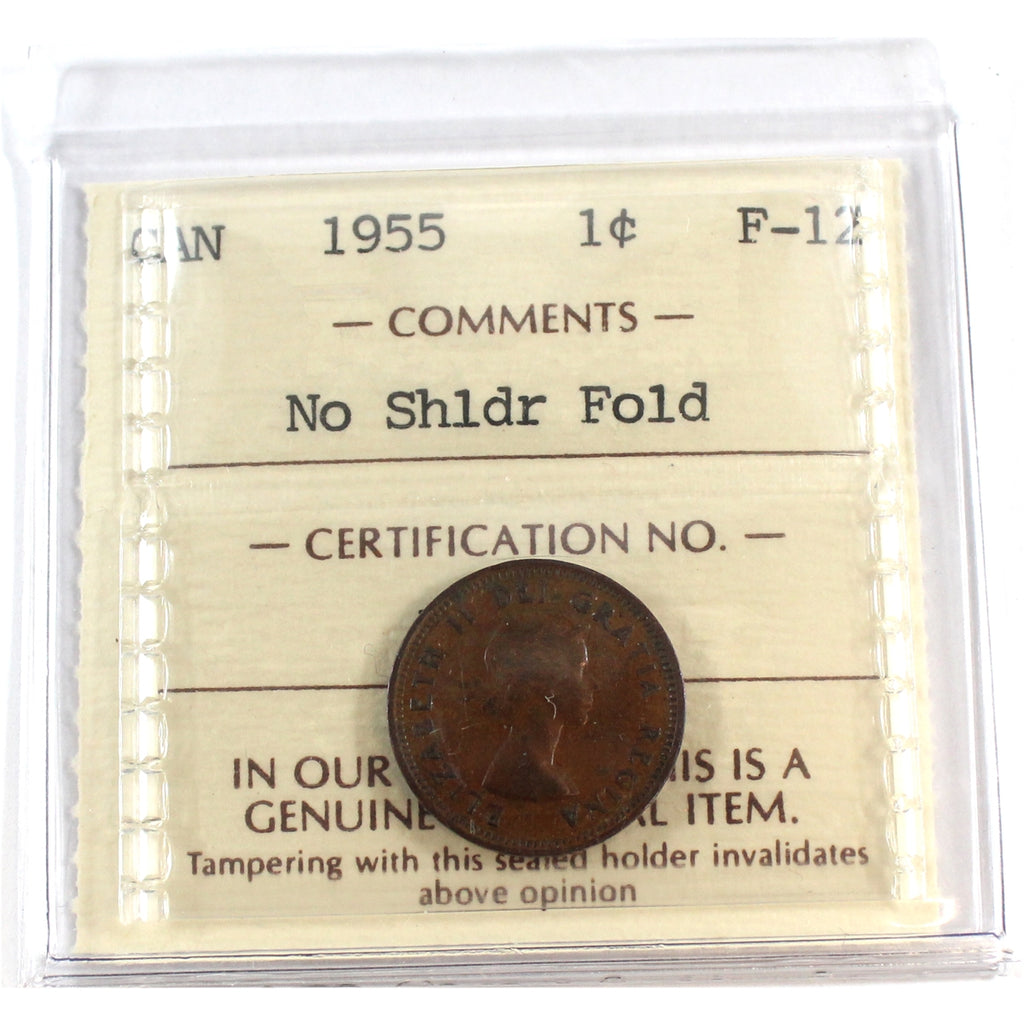 CAN 1955 1¢ F-12
— COMMENTS —
No Shldr Fold
— CERTIFICATION NO. —
ELIZABETH II DEI · GRATIA REGINA
IN OUR IS IS A
GENUINE AL ITEM.
Tampering with this sealed holder invalidates
above opinion